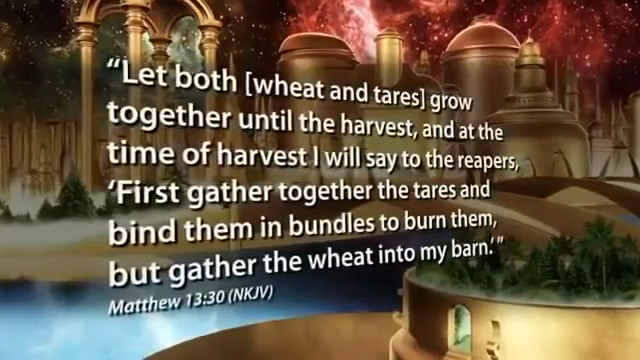 “Let both [wheat and tares] grow
together until the harvest, and at the
time of harvest I will say to the reapers,
‘First gather together the tares and
bind them in bundles to burn them,
but gather the wheat into my barn.’”
Matthew 13:30 (NKJV)